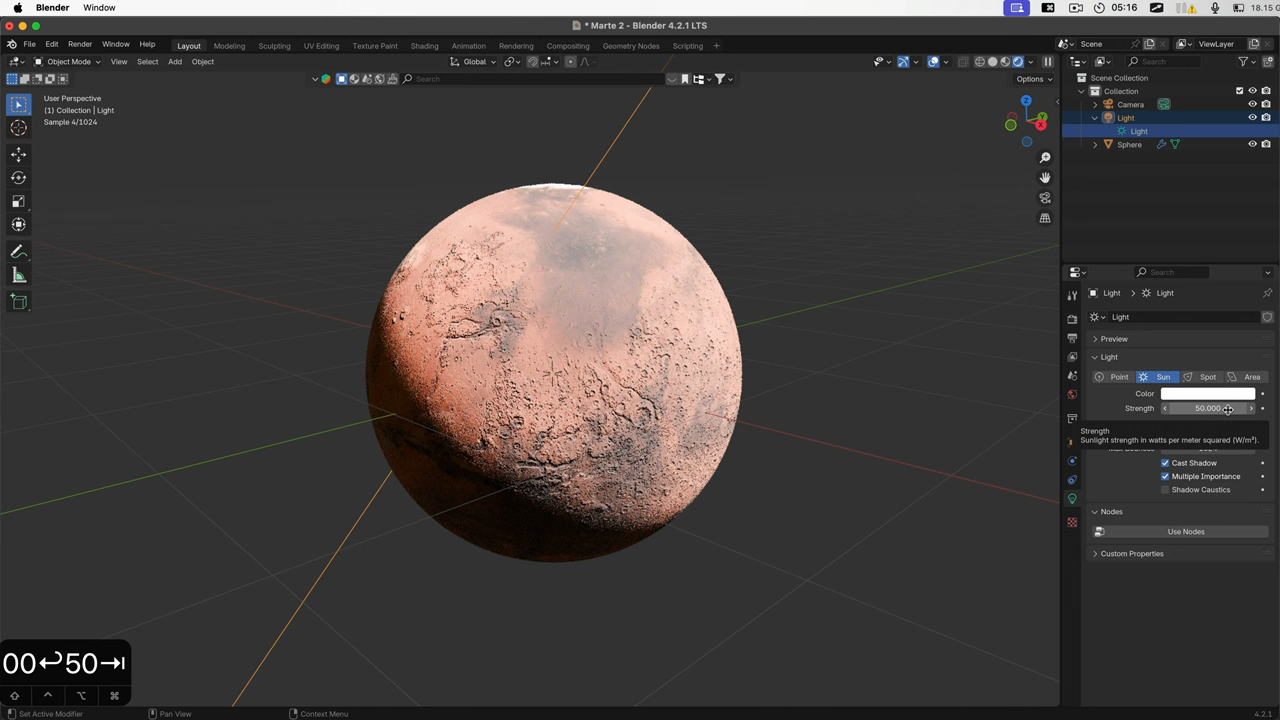 Blender Window 05:16 18.15
* Marte 2 - Blender 4.2.1 LTS
File Edit Render Window Help Layout Modeling Sculpting UV Editing Texture Paint Shading Animation Rendering Compositing Geometry Nodes Scripting + Scene ViewLayer
Object Mode View Select Add Object Global Search
Search Options
User Perspective
(1) Collection | Light
Sample 4/1024
Z
Y
X
Scene Collection
Collection
Camera
Light
Light
Sphere
Search
Light > Light
Light
Preview
Light
Point Sun Spot Area
Color
Strength 50.000
Strength
Sunlight strength in watts per meter squared (W/m²).
Cast Shadow
Multiple Importance
Shadow Caustics
Nodes
Use Nodes
Custom Properties
00↩50⇥
⇧ ^ ⌥ ⌘
Set Active Modifier Pan View Context Menu 4.2.1